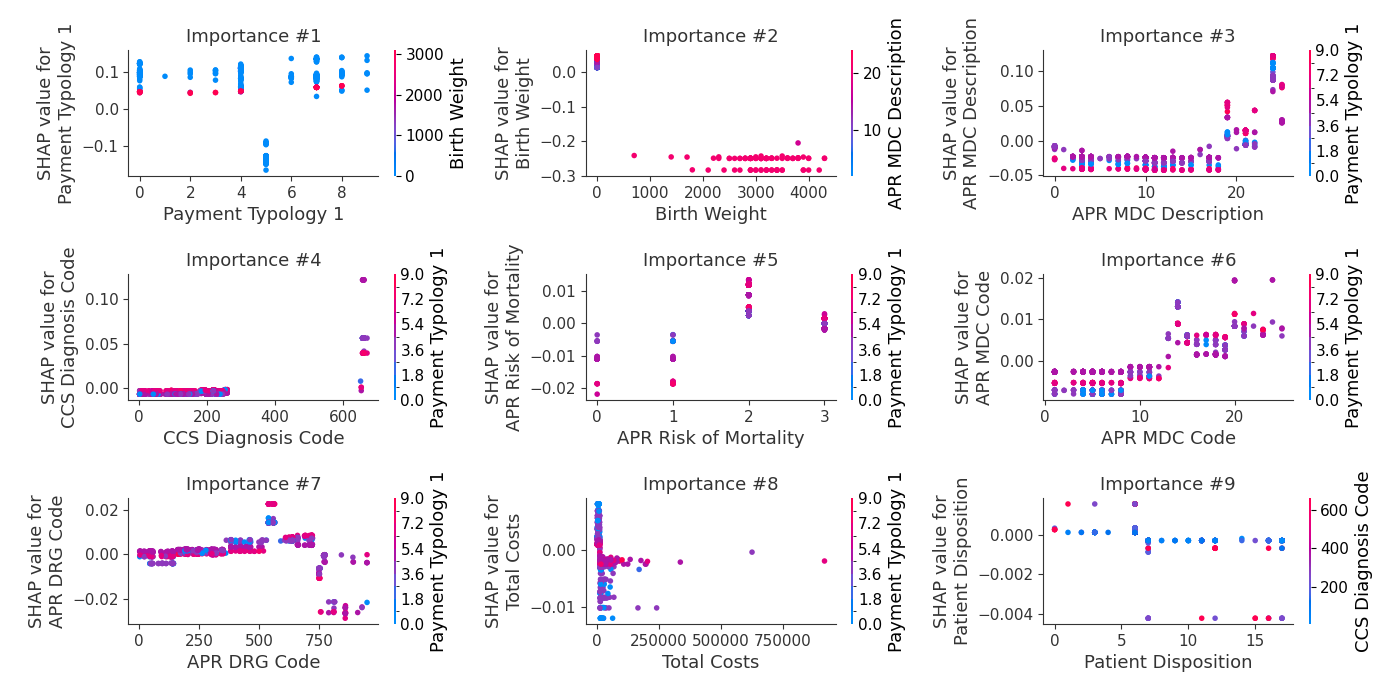 Importance #1
SHAP value for
Payment Typology 1
0.1
0.0
−0.1
0
2
4
6
8
Payment Typology 1
3000
2000
1000
0
Birth Weight
Importance #2
SHAP value for
Birth Weight
0.0
−0.1
−0.2
−0.3
0
1000
2000
3000
4000
Birth Weight
20
10
APR MDC Description
Importance #3
SHAP value for
APR MDC Description
0.10
0.05
0.00
−0.05
0
10
20
APR MDC Description
9.0
7.2
5.4
3.6
1.8
0.0
Payment Typology 1
Importance #4
SHAP value for
CCS Diagnosis Code
0.10
0.05
0.00
0
200
400
600
CCS Diagnosis Code
9.0
7.2
5.4
3.6
1.8
0.0
Payment Typology 1
Importance #5
SHAP value for
APR Risk of Mortality
0.01
0.00
−0.01
−0.02
0
1
2
3
APR Risk of Mortality
9.0
7.2
5.4
3.6
1.8
0.0
Payment Typology 1
Importance #6
SHAP value for
APR MDC Code
0.02
0.01
0.00
0
10
20
APR MDC Code
9.0
7.2
5.4
3.6
1.8
0.0
Payment Typology 1
Importance #7
SHAP value for
APR DRG Code
0.02
0.00
−0.02
0
250
500
750
APR DRG Code
9.0
7.2
5.4
3.6
1.8
0.0
Payment Typology 1
Importance #8
SHAP value for
Total Costs
0.00
−0.01
0
250000
500000
750000
Total Costs
9.0
7.2
5.4
3.6
1.8
0.0
Payment Typology 1
Importance #9
SHAP value for
Patient Disposition
0.000
−0.002
−0.004
0
5
10
15
Patient Disposition
600
400
200
CCS Diagnosis Code